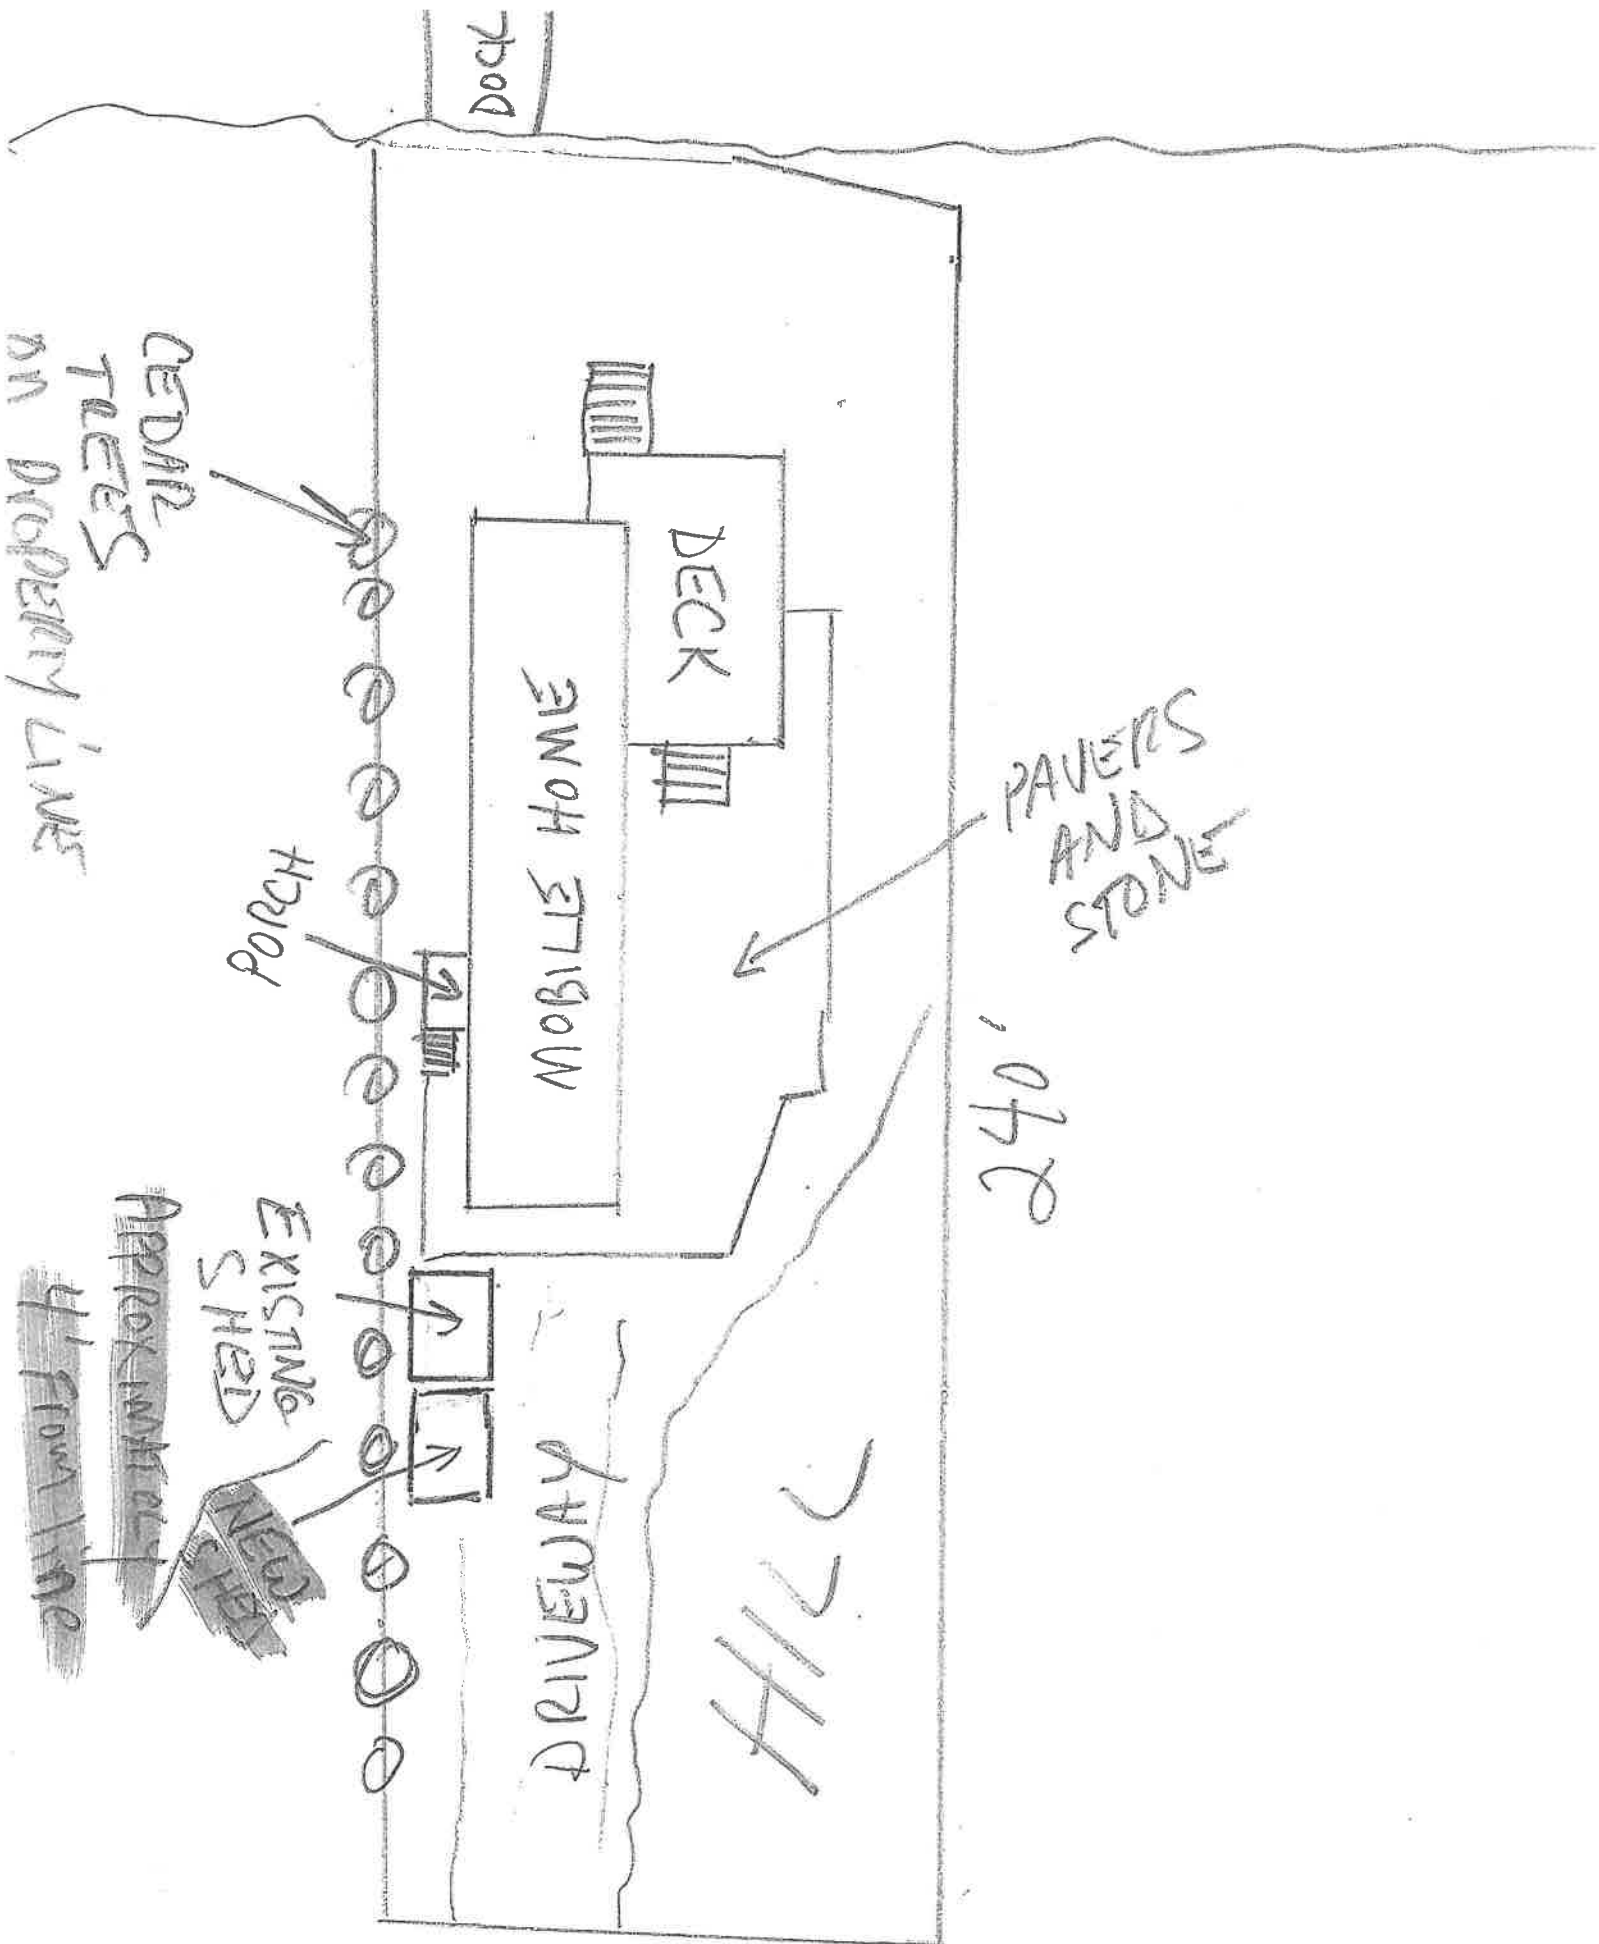 DOCK
CEDAR
TREES
ON PROPERTY LINE
DECK
MOBILE HOME
PAVERS
AND
STONE
PORCH
240'
EXISTING
SHED
NEW
SHED
APPROXIMATELY
4' From line
DRIVEWAY
HILL